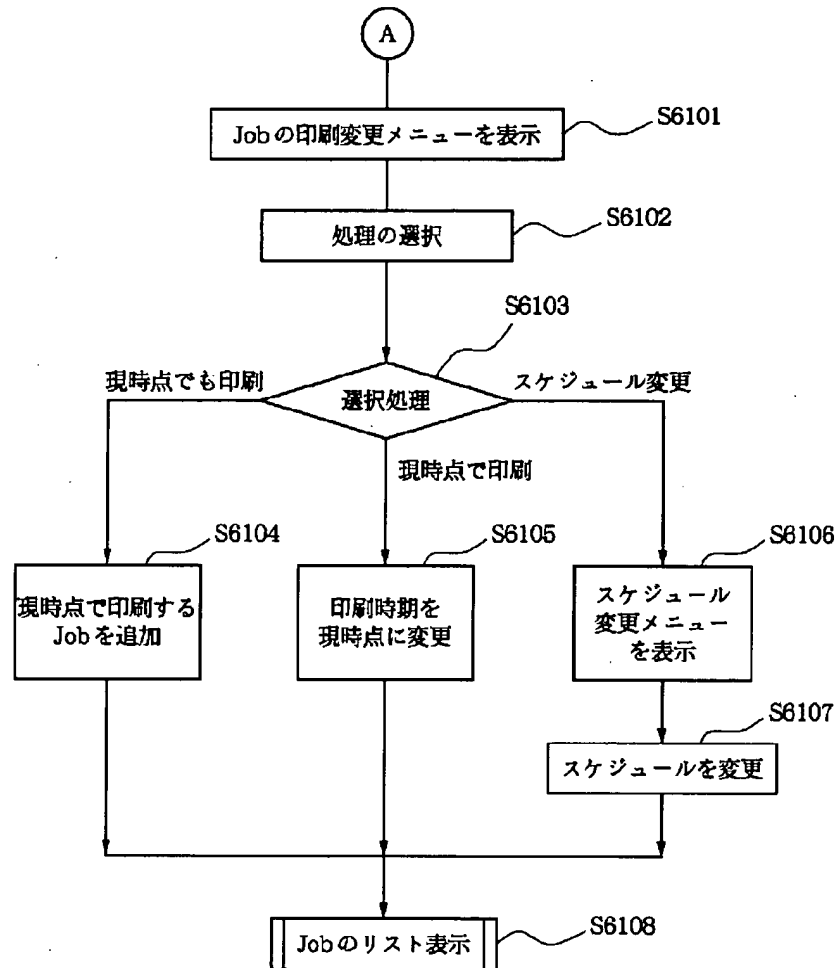 A
Jobの印刷変更メニューを表示
S6101
処理の選択
S6102
S6103
現時点でも印刷
選択処理
スケジュール変更
現時点で印刷
S6104
S6105
S6106
現時点で印刷する
Jobを追加
印刷時期を
現時点に変更
スケジュール
変更メニュー
を表示
S6107
スケジュールを変更
Jobのリスト表示
S6108